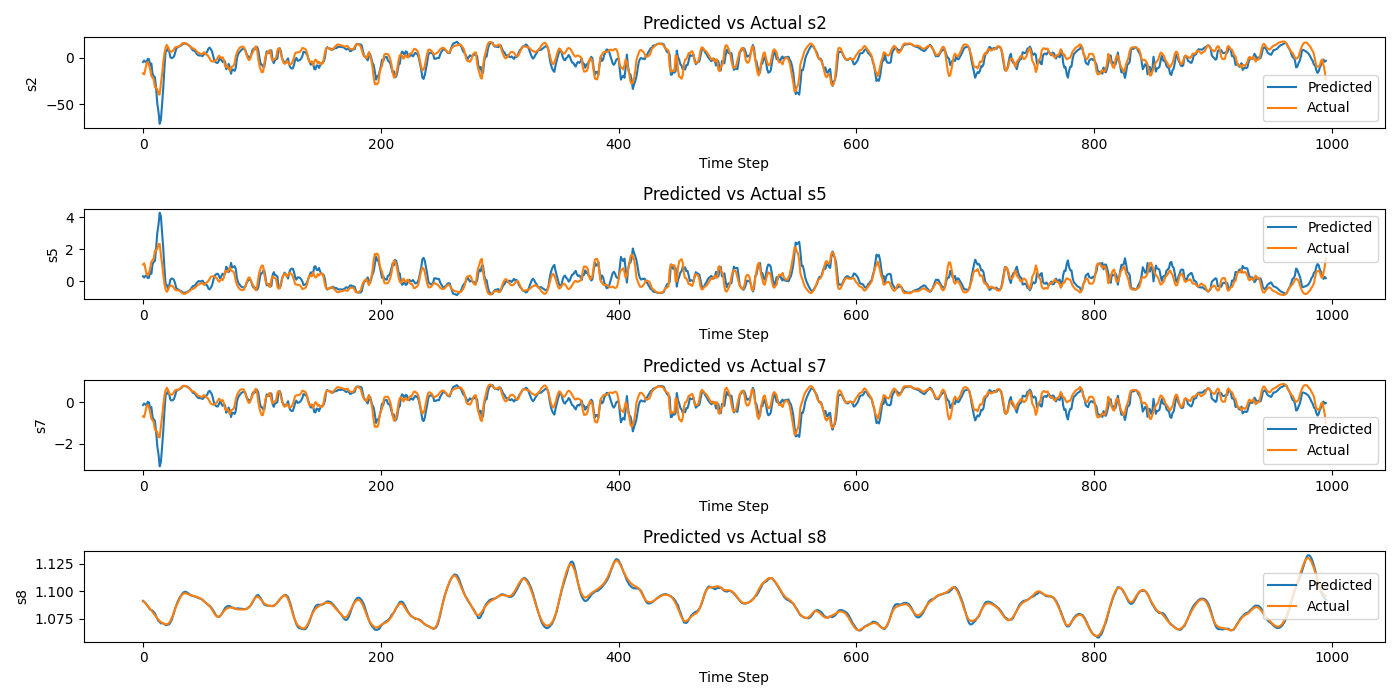 Predicted vs Actual s2
s2
0
−50
Predicted
Actual
0 200 400 600 800 1000
Time Step
Predicted vs Actual s5
s5
4
2
0
Predicted
Actual
0 200 400 600 800 1000
Time Step
Predicted vs Actual s7
s7
0
−2
Predicted
Actual
0 200 400 600 800 1000
Time Step
Predicted vs Actual s8
s8
1.125
1.100
1.075
Predicted
Actual
0 200 400 600 800 1000
Time Step